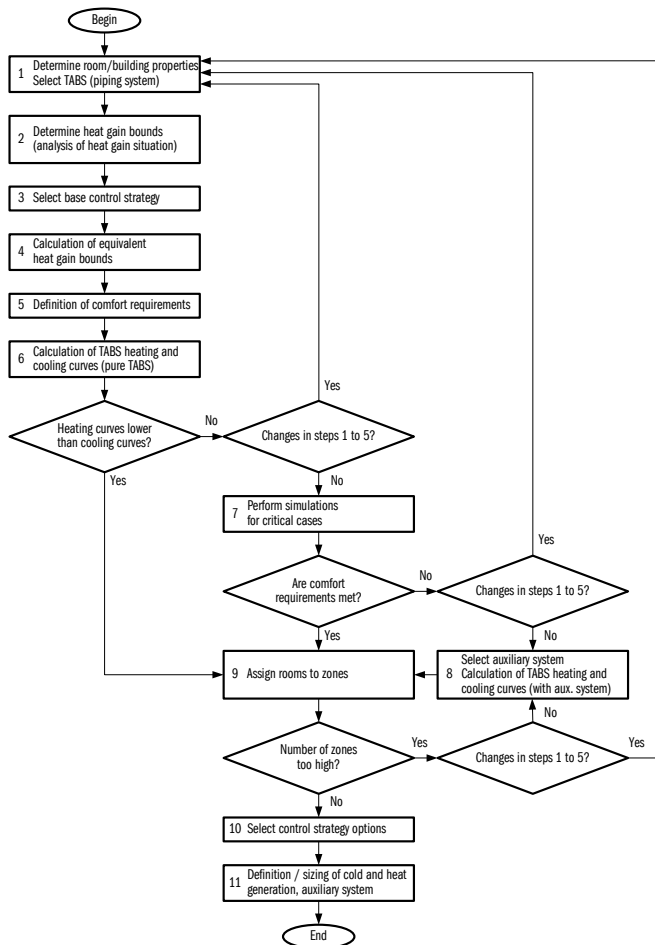 Begin
1 Determine room/building properties
Select TABS (piping system)
2 Determine heat gain bounds
(analysis of heat gain situation)
3 Select base control strategy
4 Calculation of equivalent
heat gain bounds
5 Definition of comfort requirements
6 Calculation of TABS heating and
cooling curves (pure TABS)
Yes
Heating curves lower
than cooling curves?
No
Changes in steps 1 to 5?
Yes
No
7 Perform simulations
for critical cases
Yes
Are comfort
requirements met?
No
Changes in steps 1 to 5?
Yes
No
9 Assign rooms to zones
8 Select auxiliary system
Calculation of TABS heating and
cooling curves (with aux. system)
No
Number of zones
too high?
Yes
Changes in steps 1 to 5?
Yes
No
10 Select control strategy options
11 Definition / sizing of cold and heat
generation, auxiliary system
End